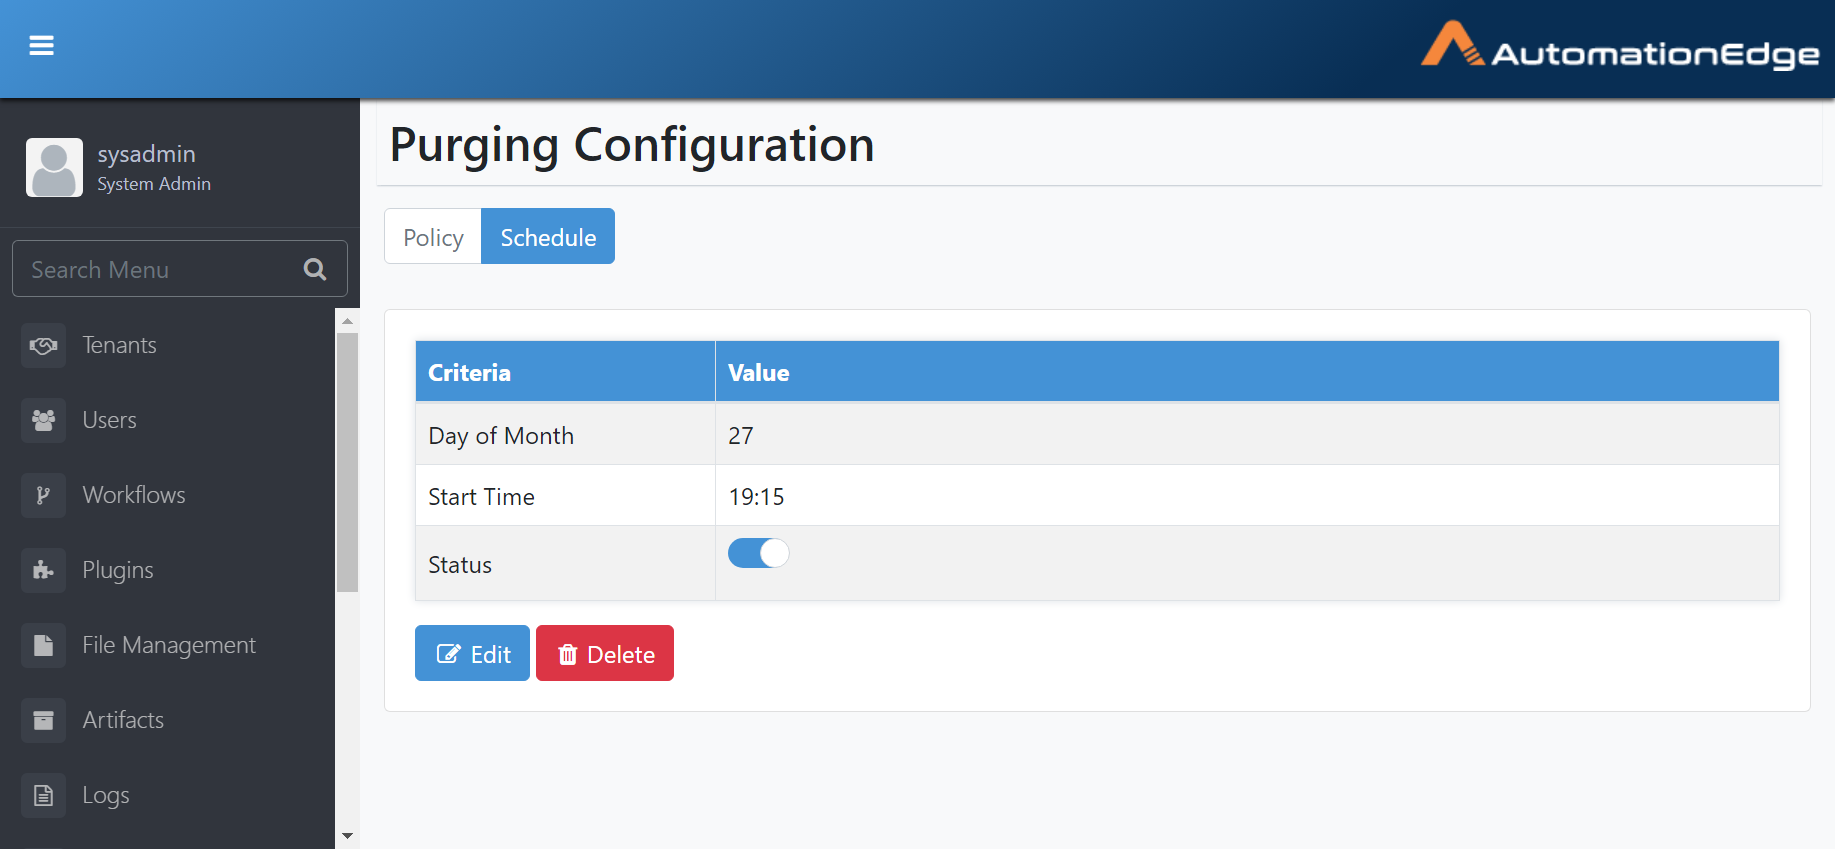 AutomationEdge
sysadmin
System Admin
Search Menu
Tenants
Users
Workflows
Plugins
File Management
Artifacts
Logs
Purging Configuration
Policy Schedule
Criteria Value
Day of Month 27
Start Time 19:15
Status
Edit Delete